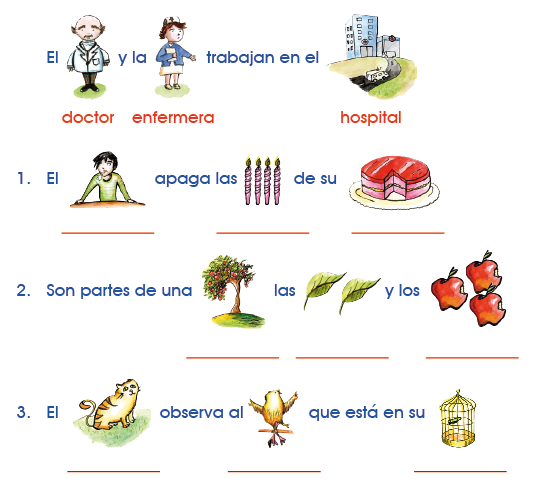 El y la trabajan en el
doctor enfermera hospital
1. El apaga las de su
2. Son partes de una las y los
3. El observa al que está en su